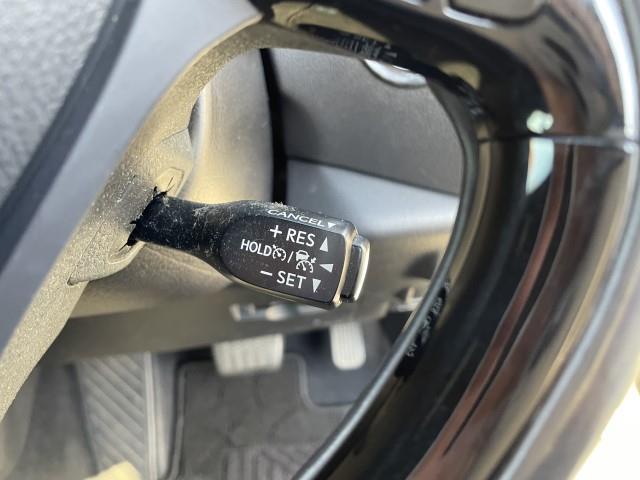 CANCEL
+ RES
HOLD /
- SET